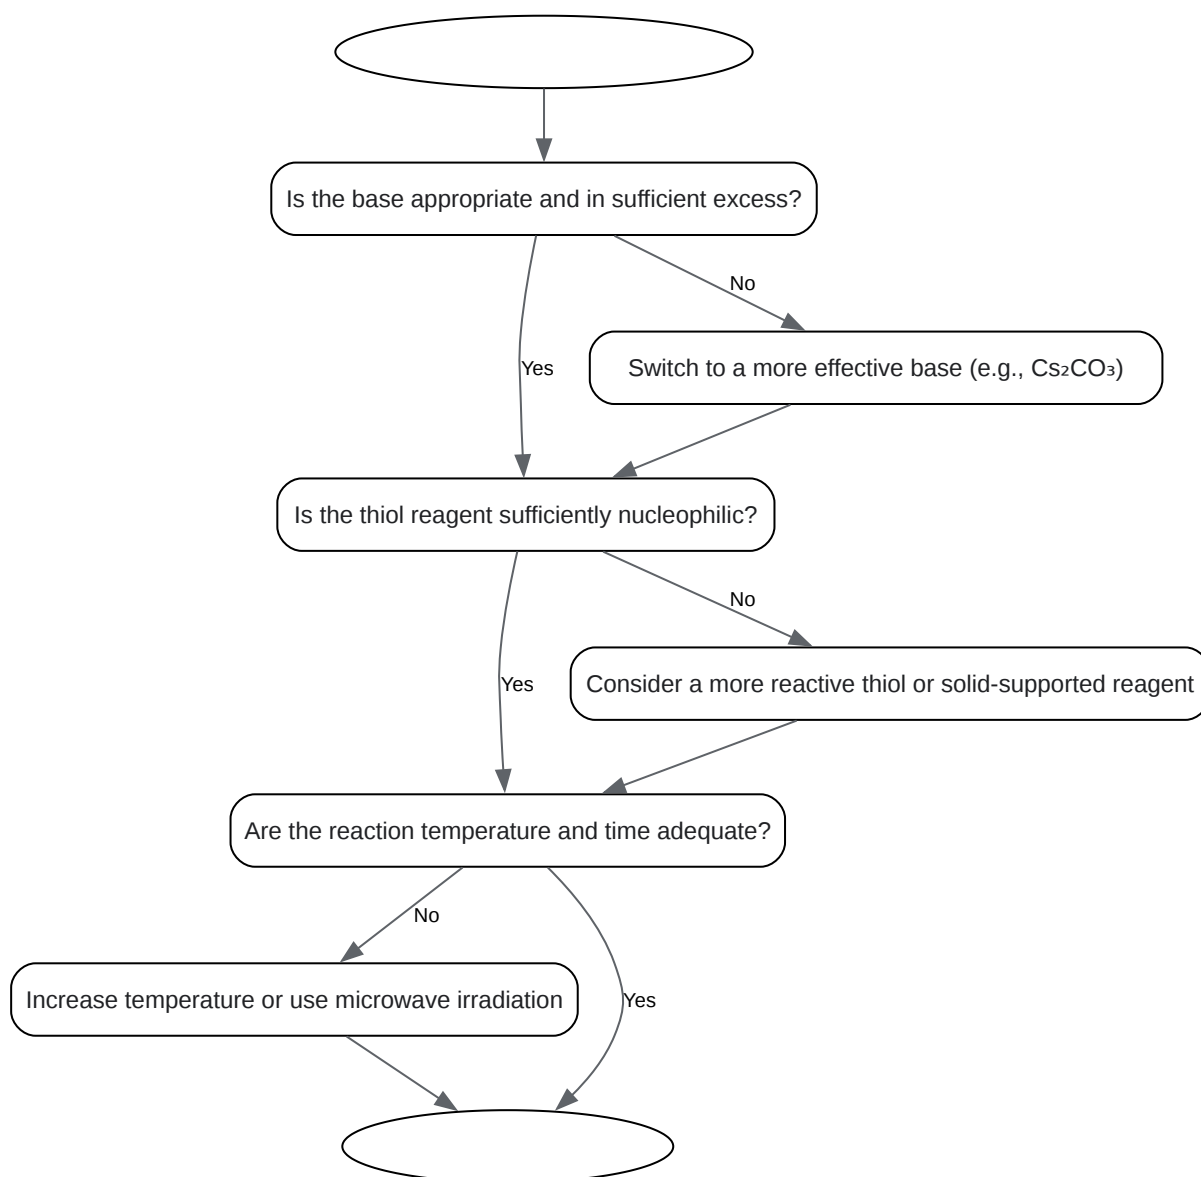 Is the base appropriate and in sufficient excess?
No
Yes
Switch to a more effective base (e.g., Cs₂CO₃)
Is the thiol reagent sufficiently nucleophilic?
No
Yes
Consider a more reactive thiol or solid-supported reagent
Are the reaction temperature and time adequate?
No
Increase temperature or use microwave irradiation
Yes